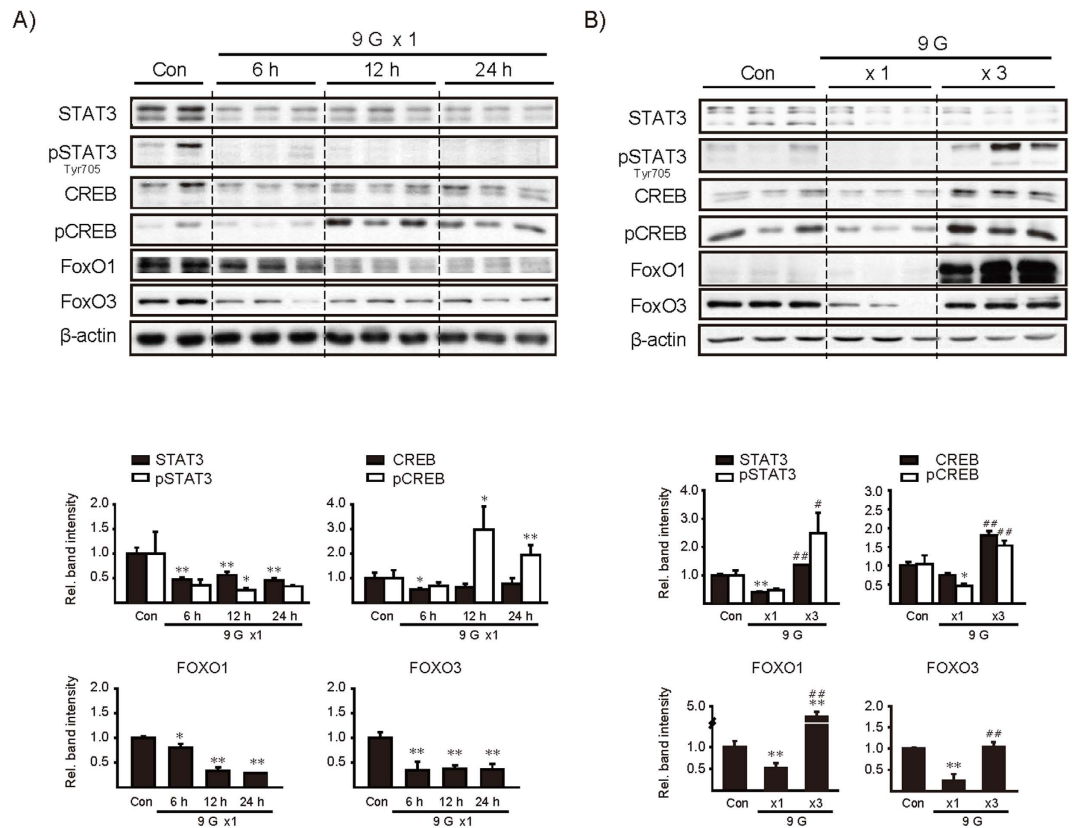 A)
9 G x 1
Con 6 h 12 h 24 h
STAT3
pSTAT3
Tyr705
CREB
pCREB
FoxO1
FoxO3
β-actin
B)
9 G
Con x 1 x 3
STAT3
pSTAT3
Tyr705
CREB
pCREB
FoxO1
FoxO3
β-actin
STAT3
pSTAT3
Rel. band intensity
2.0
1.5
1.0
0.5
** ** * **
Con 6 h 12 h 24 h
9 G x1
CREB
pCREB
4.0
3.0
2.0
1.0
* * **
Con 6 h 12 h 24 h
9 G x1
FOXO1
Rel. band intensity
2.0
1.5
1.0
0.5
* ** **
Con 6 h 12 h 24 h
9 G x1
FOXO3
2.0
1.5
1.0
0.5
** ** **
Con 6 h 12 h 24 h
9 G x1
STAT3
pSTAT3
Rel. band intensity
4.0
3.0
2.0
1.0
** ## #
Con x1 x3
9 G
CREB
pCREB
3.0
2.5
2.0
1.5
1.0
0.5
* ## ##
Con x1 x3
9 G
FOXO1
Rel. band intensity
5.0
1.0
0.5
##
** **
Con x1 x3
9 G
FOXO3
2.0
1.5
1.0
0.5
** ##
Con x1 x3
9 G